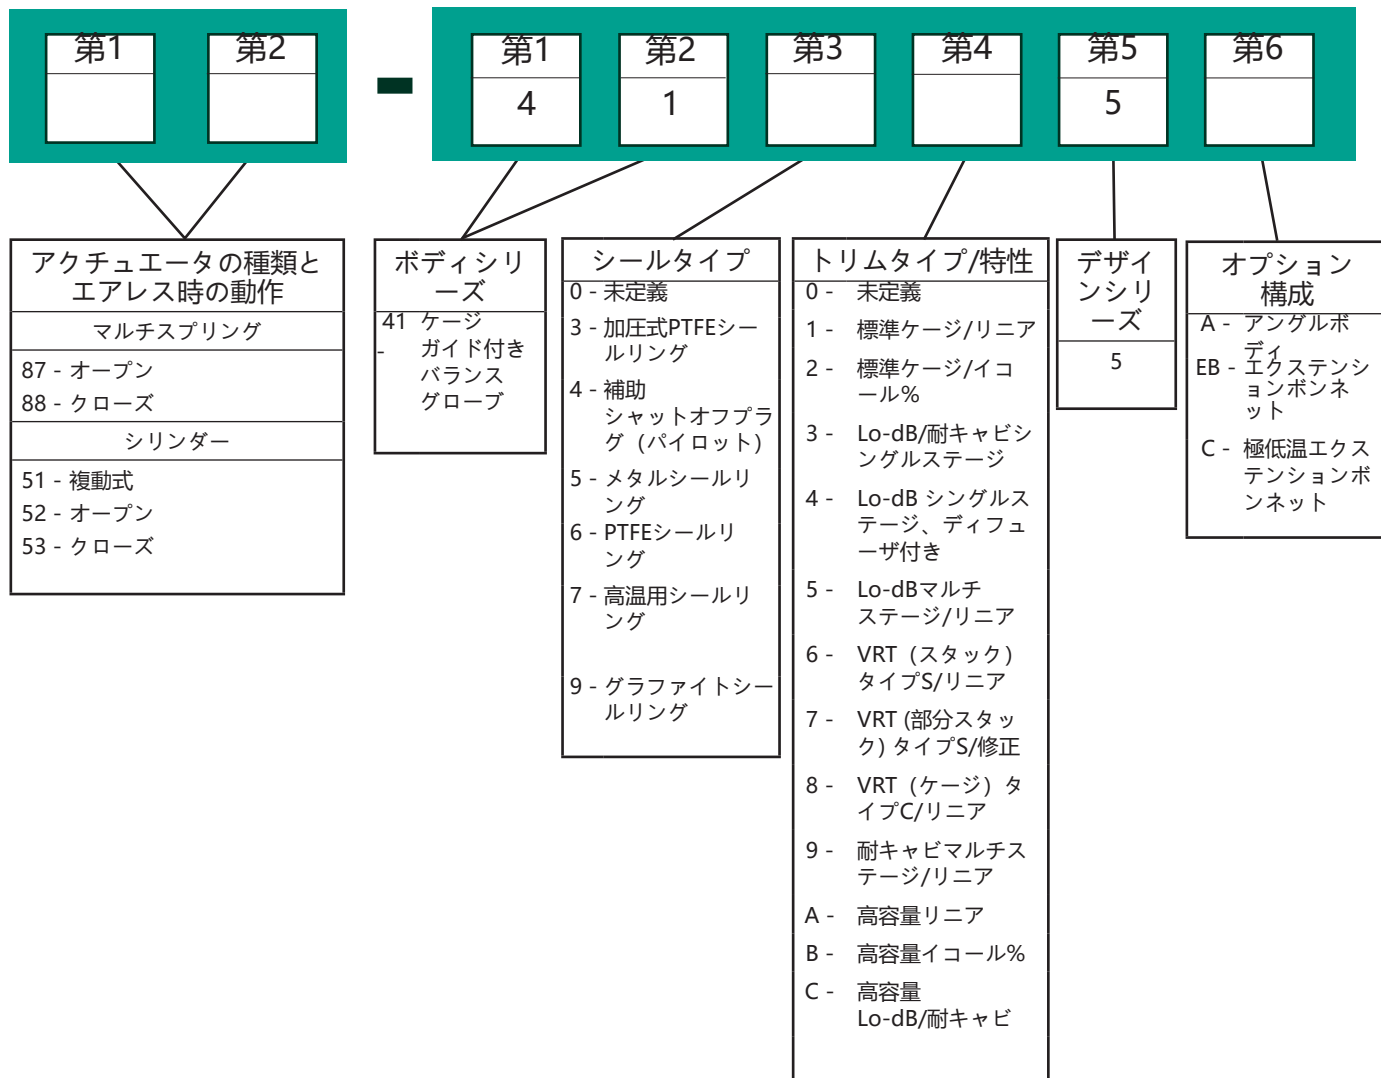 第1
第2
-
第1
第2
第3
第4
第5
第6
4
1
5
アクチュエータの種類と
エアレス時の動作
マルチスプリング
87 - オープン
88 - クローズ
シリンダー
51 - 複動式
52 - オープン
53 - クローズ
ボディシリ
ーズ
41 ケージ
- ガイド付き
バランス
グローブ
シールタイプ
0 - 未定義
3 - 加圧式PTFEシー
ルリング
4 - 補助
シャットオフプラ
グ（パイロット）
5 - メタルシールリ
ング
6 - PTFEシールリ
ング
7 - 高温用シールリ
ング
9 - グラファイトシー
ルリング
トリムタイプ/特性
0 - 未定義
1 - 標準ケージ/リニア
2 - 標準ケージ/イコ
ール%
3 - Lo-dB/耐キャビシ
ングルステージ
4 - Lo-dB シングルス
テージ、ディフュ
ーザ付き
5 - Lo-dBマルチ
ステージ/リニア
6 - VRT（スタック）
タイプS/リニア
7 - VRT (部分スタッ
ク) タイプS/修正
8 - VRT（ケージ）タ
イプC/リニア
9 - 耐キャビマルチス
テージ/リニア
A - 高容量リニア
B - 高容量イコール%
C - 高容量
Lo-dB/耐キャビ
デザイ
ンシリ
ーズ
5
オプション
構成
A - アングルボ
ディ
EB - エクステンシ
ョンボンネ
ット
C - 極低温エクス
テンションボ
ンネット